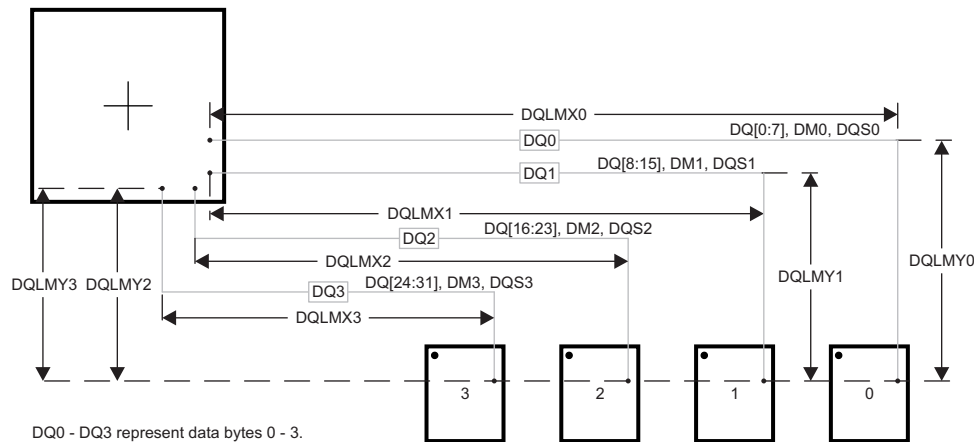 DQLMX0
DQ[0:7], DM0, DQS0
DQ0
DQ[8:15], DM1, DQS1
DQ1
DQLMX1
DQ[16:23], DM2, DQS2
DQ2
DQLMX2
DQLMY3
DQLMY2
DQLMY1
DQLMY0
DQ[24:31], DM3, DQS3
DQ3
DQLMX3
3
2
1
0
DQ0 - DQ3 represent data bytes 0 - 3.